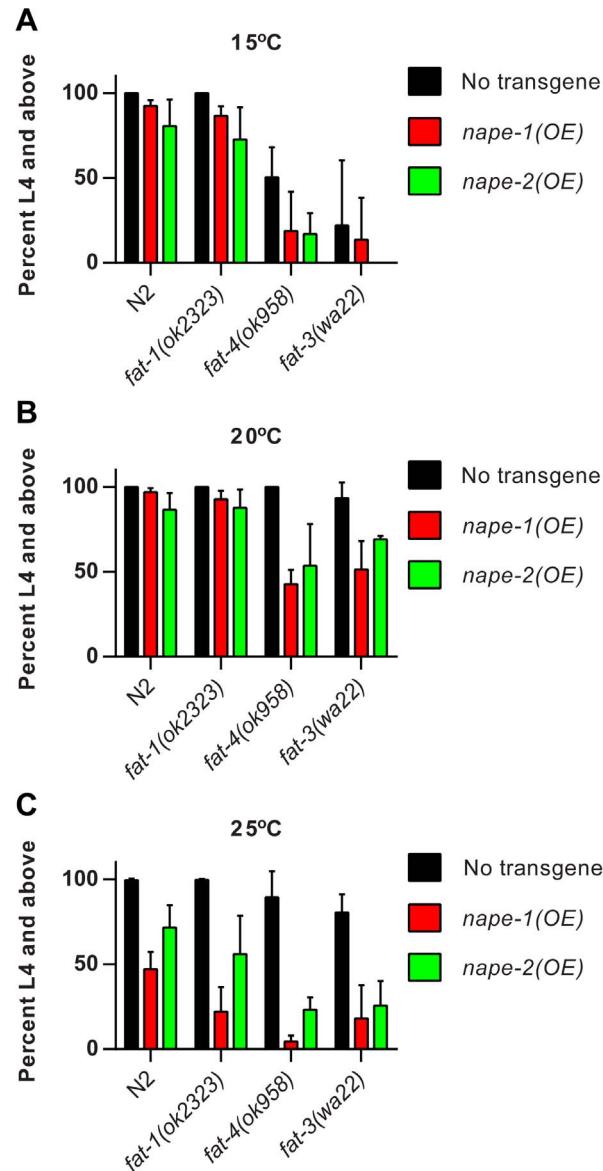 A
15ºC
Percent L4 and above
100
50
0
N2
fat-1(ok2323)
fat-4(ok958)
fat-3(wa22)
No transgene
nape-1(OE)
nape-2(OE)
B
20ºC
Percent L4 and above
100
50
0
N2
fat-1(ok2323)
fat-4(ok958)
fat-3(wa22)
No transgene
nape-1(OE)
nape-2(OE)
C
25ºC
Percent L4 and above
100
50
0
N2
fat-1(ok2323)
fat-4(ok958)
fat-3(wa22)
No transgene
nape-1(OE)
nape-2(OE)